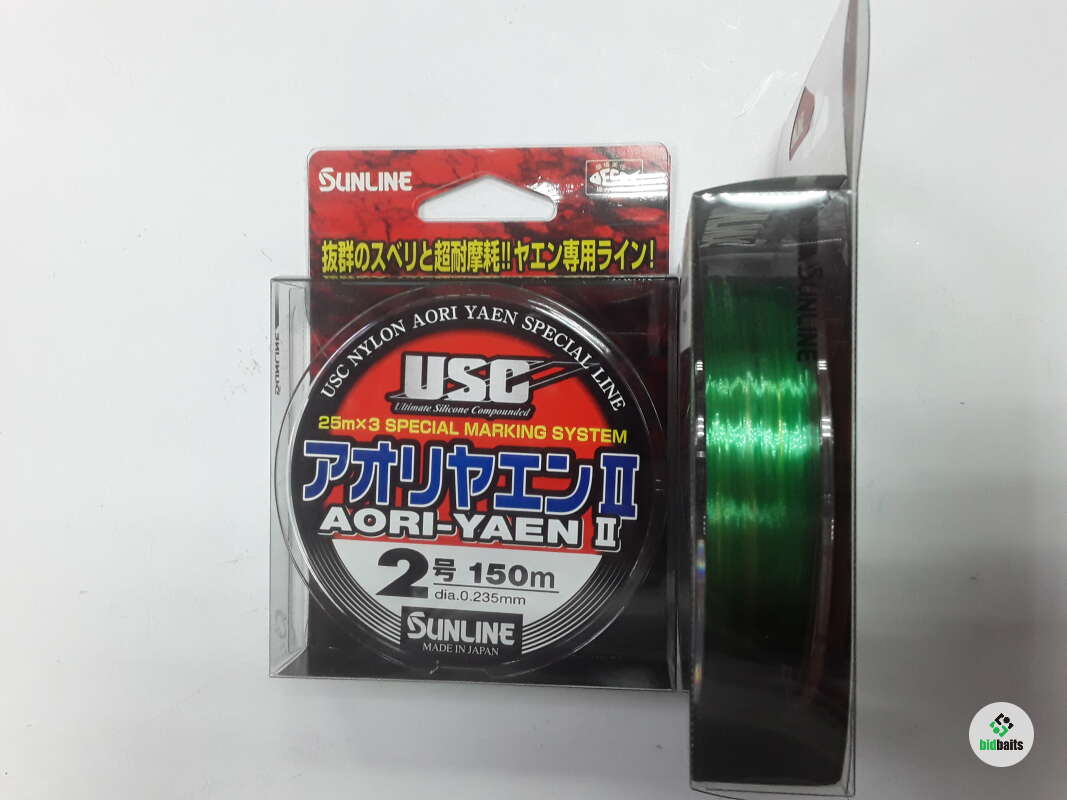 SUNLINE
抜群のスベリと超耐摩耗!!ヤエン専用ライン!
USC NYLON AORI YAEN SPECIAL LINE
USC
Ultimate Silicone Compounded
25m×3 SPECIAL MARKING SYSTEM
アオリヤエンII
AORI-YAEN II
2号 150m
dia.0.235mm
SUNLINE
MADE IN JAPAN
SUNLINE
SUNLINE
bidbaits